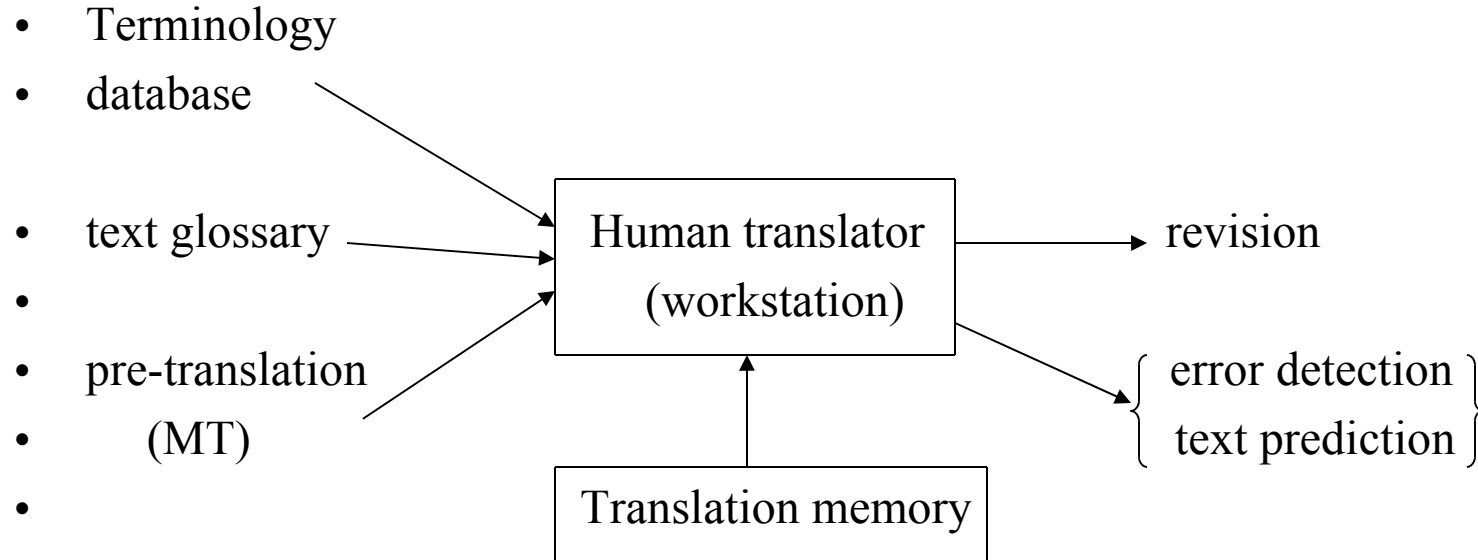 • Terminology
• database
• text glossary
Human translator
(workstation)
revision
•
• pre-translation
• (MT)
error detection
text prediction
•
Translation memory